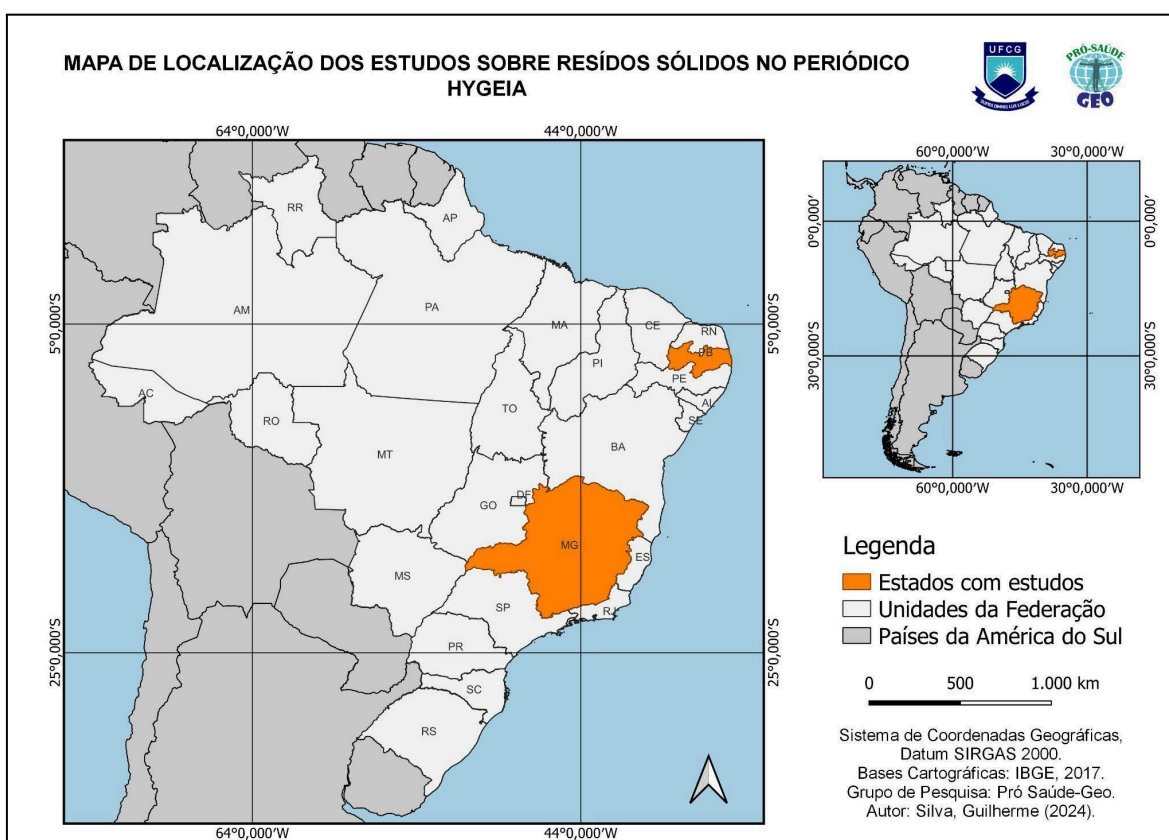 MAPA DE LOCALIZAÇÃO DOS ESTUDOS SOBRE RESÍDOS SÓLIDOS NO PERIÓDICO
HYGEIA
UFCG
PRÓ-SAÚDE
GEO
64°0,000'W
44°0,000'W
60°0,000'W
30°0,000'W
RR
AP
AM
PA
MA
CE
RN
PB
PI
PE
AL
SE
AC
RO
TO
BA
MT
GO
DF
MG
ES
MS
SP
RJ
PR
SC
RS
5°0,000'S
5°0,000'S
25°0,000'S
25°0,000'S
64°0,000'W
44°0,000'W
0°0,000'
0°0,000'
30°0,000'S
30°0,000'S
60°0,000'W
30°0,000'W
Legenda
Estados com estudos
Unidades da Federação
Países da América do Sul
0 500 1.000 km
Sistema de Coordenadas Geográficas,
Datum SIRGAS 2000.
Bases Cartográficas: IBGE, 2017.
Grupo de Pesquisa: Pró Saúde-Geo.
Autor: Silva, Guilherme (2024).